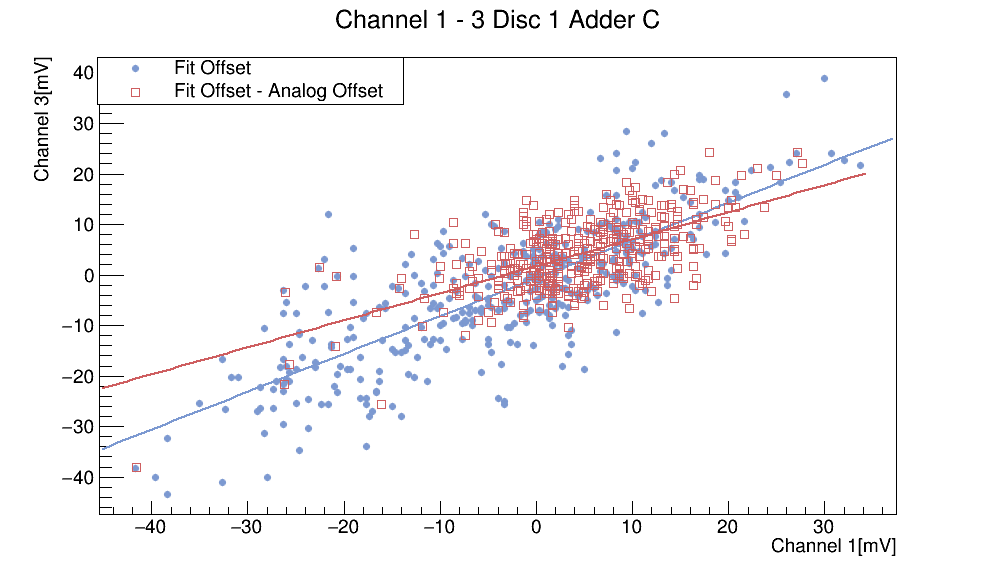 Channel 1 - 3 Disc 1 Adder C
Channel 3[mV]
Fit Offset
Fit Offset - Analog Offset
40
30
20
10
0
−10
−20
−30
−40
−40 −30 −20 −10 0 10 20 30
Channel 1[mV]